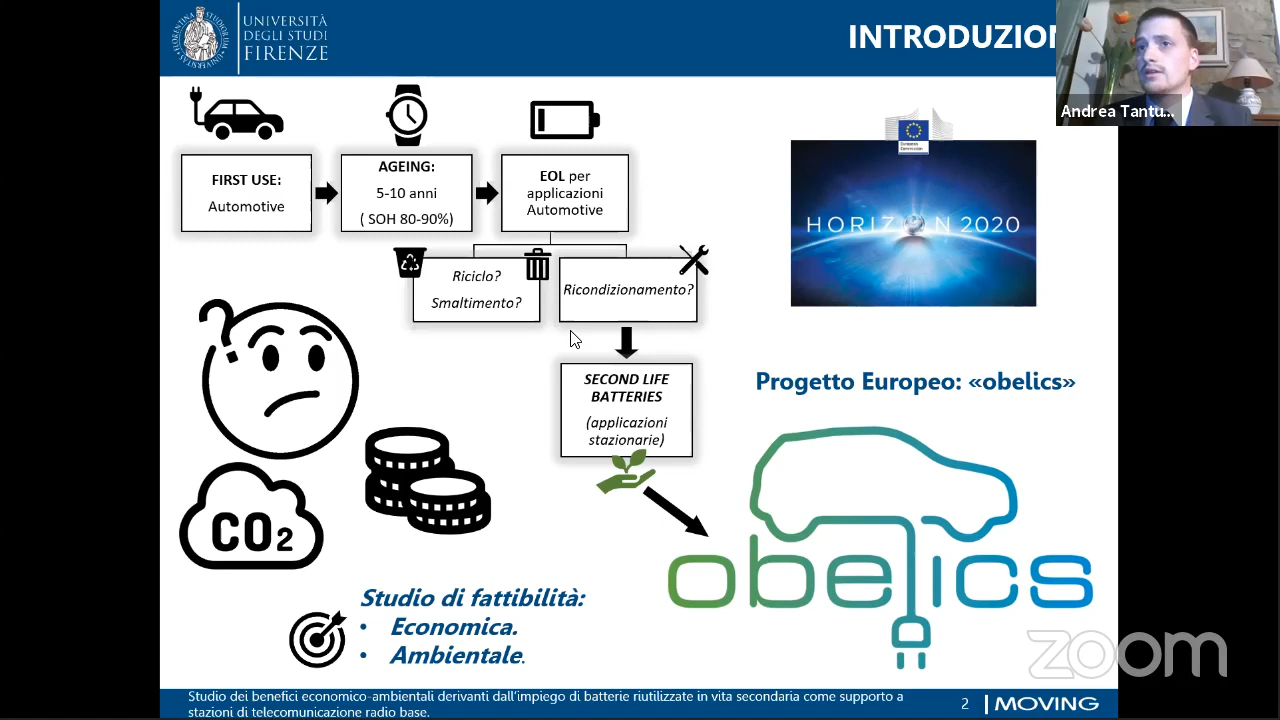 UNIVERSITÀ
DEGLI STUDI
FIRENZE
INTRODUZION
Andrea Tantu...
FIRST USE:
Automotive
AGEING:
5-10 anni
( SOH 80-90%)
EOL per
applicazioni
Automotive
Riciclo?
Smaltimento?
Ricondizionamento?
SECOND LIFE
BATTERIES
(applicazioni
stazionarie)
European
Commission
HORIZON 2020
Progetto Europeo: «obelics»
obelics
CO2
Studio di fattibilità:
• Economica.
• Ambientale.
zoom
Studio dei benefici economico-ambientali derivanti dall'impiego di batterie riutilizzate in vita secondaria come supporto a
stazioni di telecomunicazione radio base.
2
MOVING